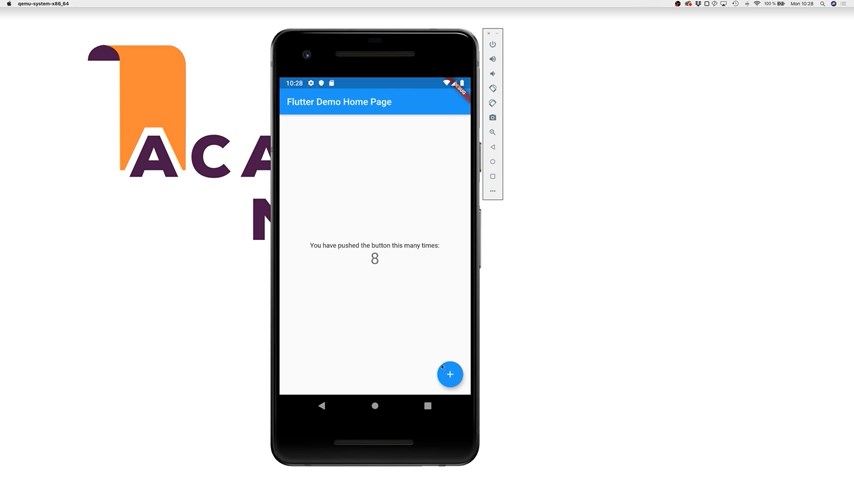 qemu-system-x86_64
100 %
Mon 10:28
ACA
10:28
Flutter Demo Home Page
You have pushed the button this many times:
8
+